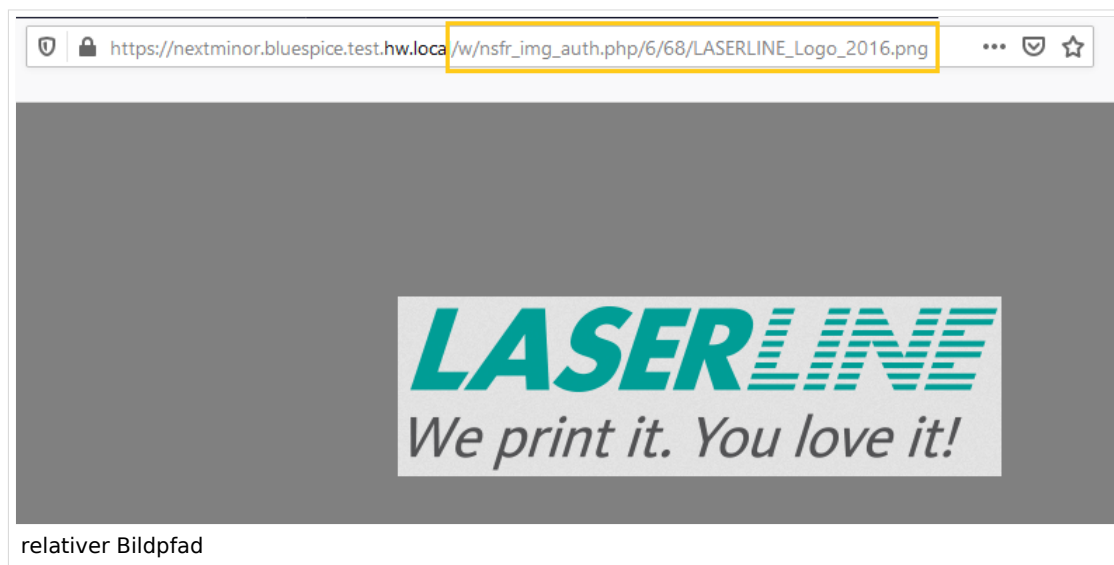 https://nextminor.bluespice.test.hw.loca/w/nsfr_img_auth.php/6/68/LASERLINE_Logo_2016.png
LASERLINE
We print it. You love it!
relativer Bildpfad